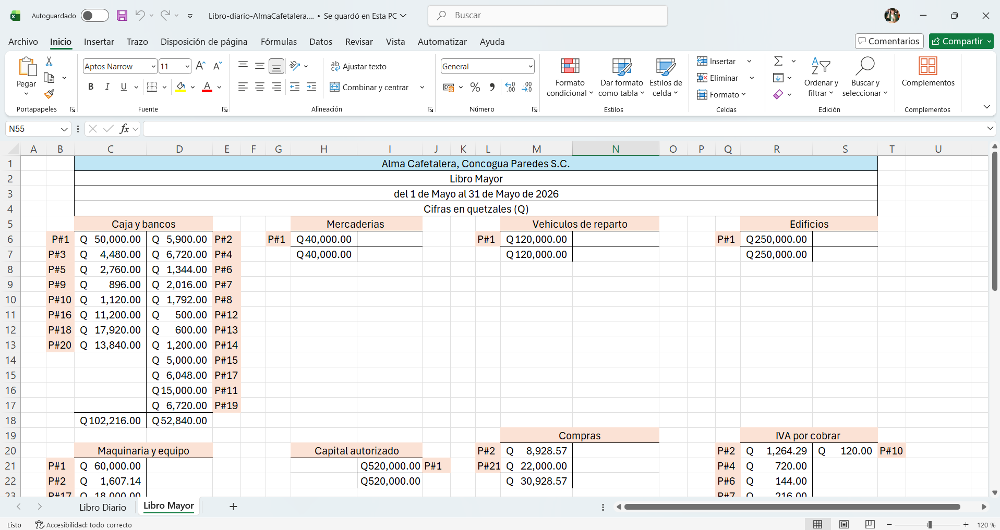 Autoguardado
Libro-diario-AlmaCafetalera.... • Se guardó en Esta PC
Buscar
Archivo Inicio Insertar Trazo Disposición de página Fórmulas Datos Revisar Vista Automatizar Ayuda
Comentarios Compartir
Pegar
Portapapeles
Aptos Narrow 11
Fuente
Ajustar texto
Combinar y centrar
Alineación
General
Número
Formato condicional
Dar formato como tabla
Estilos de celda
Estilos
Insertar
Eliminar
Formato
Celdas
Ordenar y filtrar
Buscar y seleccionar
Edición
Complementos
Complementos
N55
fx
A B C D E F G H I J K L M N O P Q R S T U
1 Alma Cafetalera, Concogua Paredes S.C.
2 Libro Mayor
3 del 1 de Mayo al 31 de Mayo de 2026
4 Cifras en quetzales (Q)
5 Caja y bancos Mercaderias Vehiculos de reparto Edificios
6 P#1 Q 50,000.00 Q 5,900.00 P#2 P#1 Q40,000.00 P#1 Q120,000.00 P#1 Q250,000.00
7 P#3 Q 4,480.00 Q 6,720.00 P#4 Q40,000.00 Q120,000.00 Q250,000.00
8 P#5 Q 2,760.00 Q 1,344.00 P#6
9 P#9 Q 896.00 Q 2,016.00 P#7
10 P#10 Q 1,120.00 Q 1,792.00 P#8
11 P#16 Q 11,200.00 Q 500.00 P#12
12 P#18 Q 17,920.00 Q 600.00 P#13
13 P#20 Q 13,840.00 Q 1,200.00 P#14
14 Q 5,000.00 P#15
15 Q 6,048.00 P#17
16 Q15,000.00 P#11
17 Q 6,720.00 P#19
18 Q102,216.00 Q52,840.00
19 Compras IVA por cobrar
20 Maquinaria y equipo Capital autorizado P#2 Q 8,928.57 P#2 Q 1,264.29 Q 120.00 P#10
21 P#1 Q 60,000.00 Q520,000.00 P#1 P#21 Q 22,000.00 P#4 Q 720.00
22 P#2 Q 1,607.14 Q520,000.00 Q 30,928.57 P#6 Q 144.00
23 P#17 Q 18,000.00 P#7 Q 216.00
Libro Diario Libro Mayor
Listo Accesibilidad: todo correcto
120 %